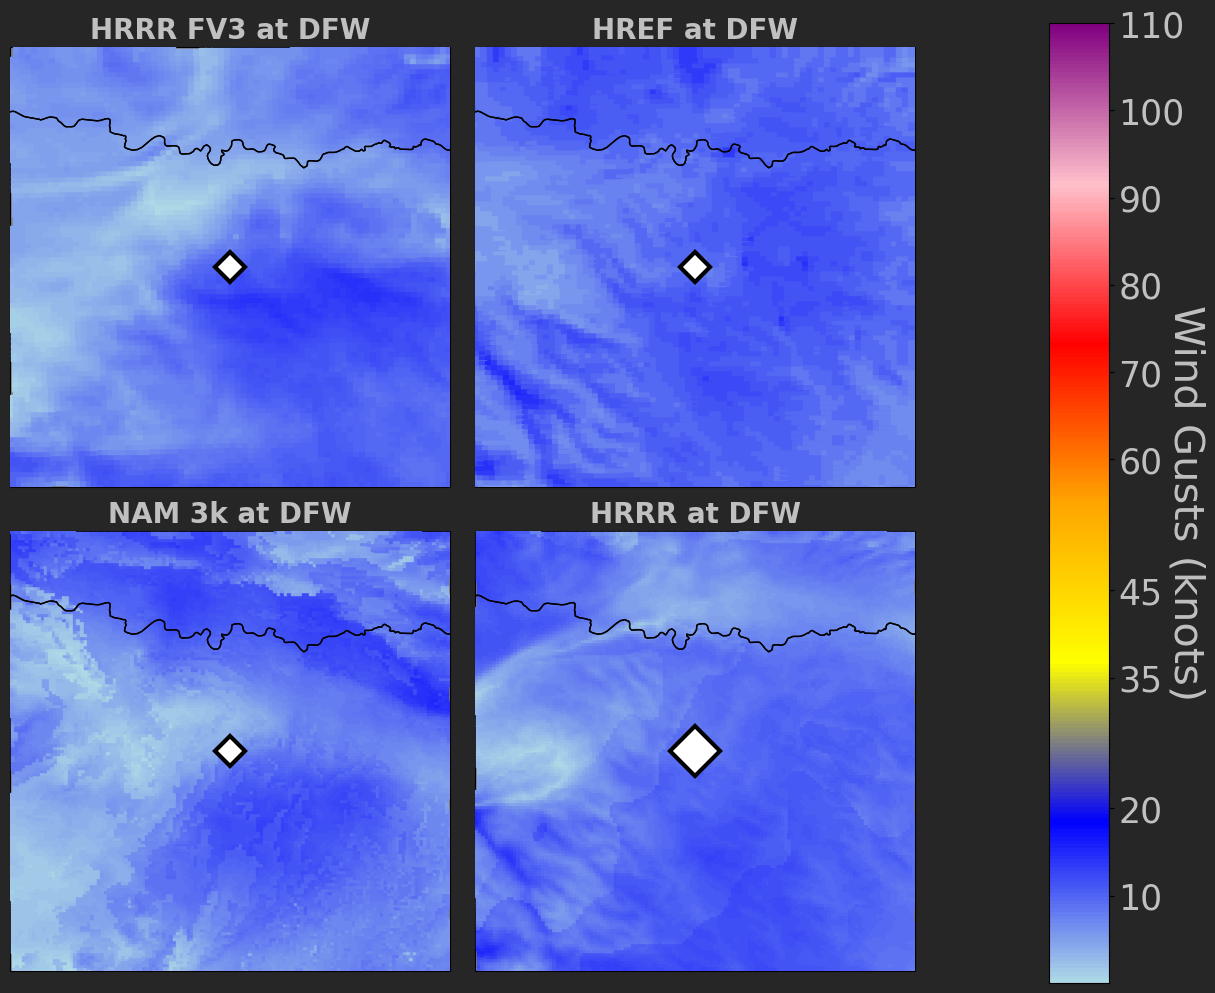 HRRR FV3 at DFW
HREF at DFW
NAM 3k at DFW
HRRR at DFW
110
100
90
80
70
60
45
35
20
10
Wind Gusts (knots)